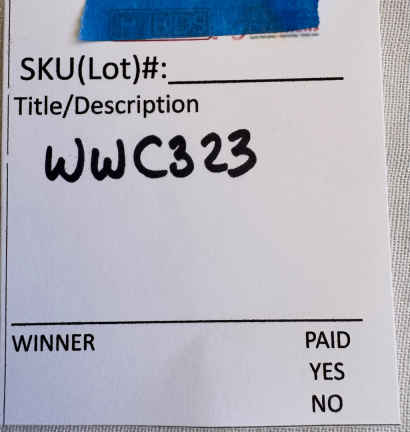 SKU(Lot)#:
Title/Description
WWC323
WINNER PAID
YES
NO